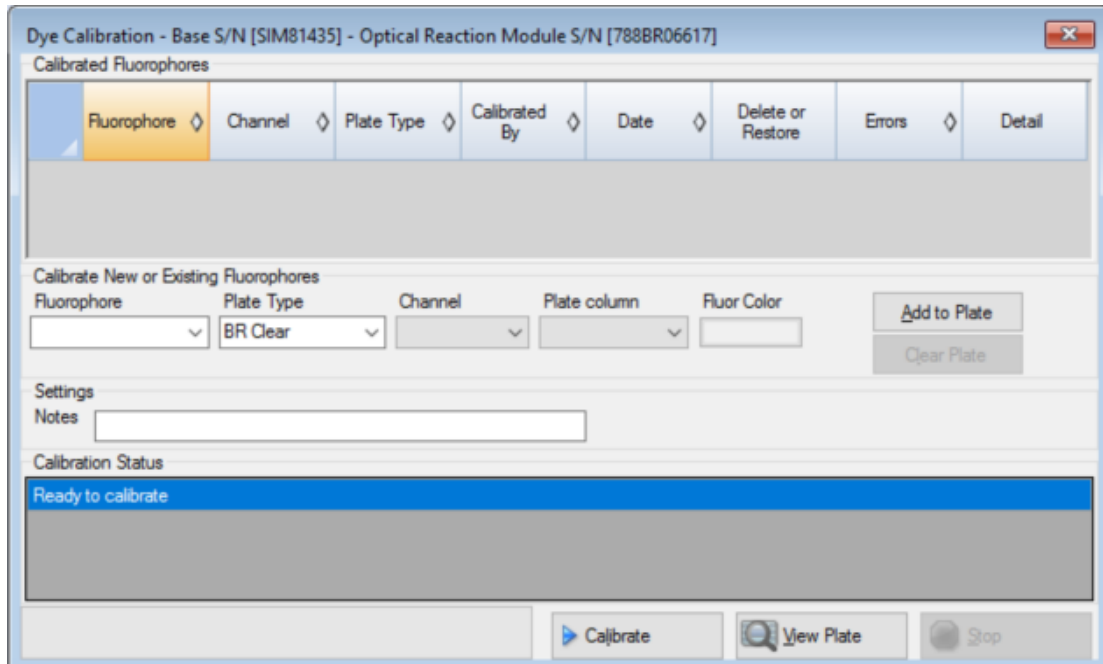 Dye Calibration - Base S/N [SIM81435] - Optical Reaction Module S/N [788BR06617]
Calibrated Fluorophores
Fluorophore Channel Plate Type Calibrated By Date Delete or Restore Errors Detail
Calibrate New or Existing Fluorophores
Fluorophore Plate Type Channel Plate column Fluor Color
BR Clear
Add to Plate
Clear Plate
Settings
Notes
Calibration Status
Ready to calibrate
Calibrate View Plate Stop